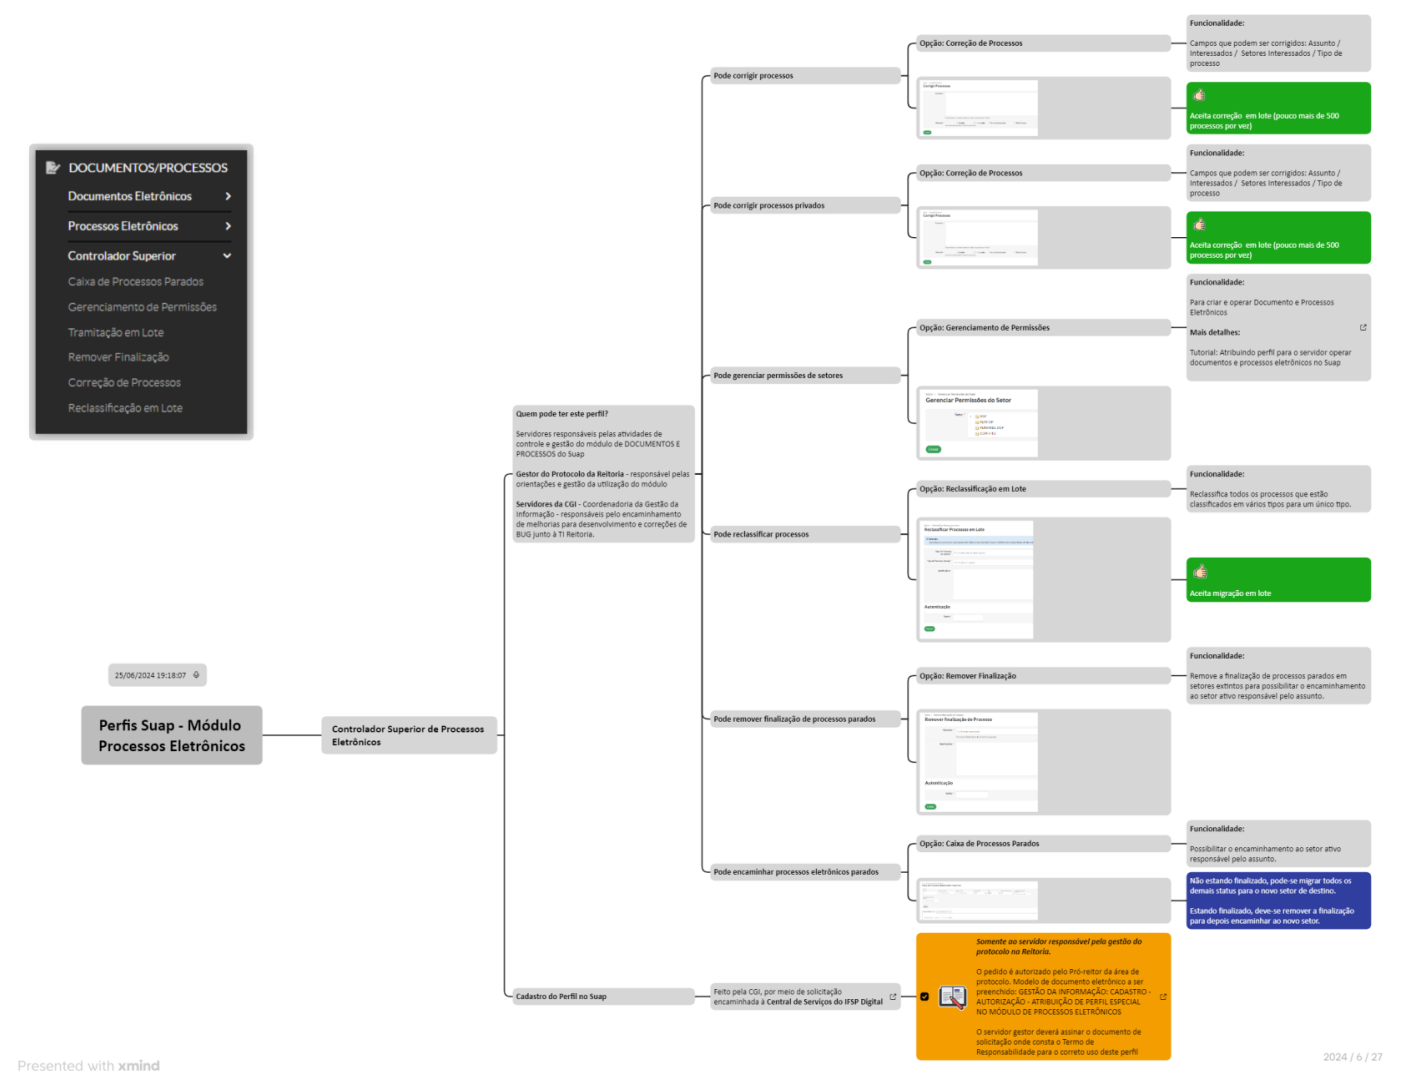 DOCUMENTOS/PROCESSOS
Documentos Eletrônicos
Processos Eletrônicos
Controlador Superior
Caixa de Processos Parados
Gerenciamento de Permissões
Tramitação em Lote
Remover Finalização
Correção de Processos
Reclassificação em Lote
25/06/2024 19:18:07
Perfis Suap - Módulo
Processos Eletrônicos
Controlador Superior de Processos
Eletrônicos
Quem pode ter este perfil?
Servidores responsáveis pelas atividades de
controle e gestão do módulo de DOCUMENTOS E
PROCESSOS do Suap
Gestor do Protocolo da Reitoria - responsável pelas
orientações e gestão da utilização do módulo
Servidores da CGI - Coordenadoria da Gestão da
Informação - responsáveis pelo encaminhamento
de melhorias para desenvolvimento e correções de
BUG junto à TI Reitoria.
Pode corrigir processos
Opção: Correção de Processos
Corrigir Processos
Funcionalidade:
Campos que podem ser corrigidos: Assunto /
Interessados / Setores Interessados / Tipo de
processo
Aceita correção em lote (pouco mais de 500
processos por vez)
Pode corrigir processos privados
Opção: Correção de Processos
Corrigir Processos
Funcionalidade:
Campos que podem ser corrigidos: Assunto /
Interessados / Setores Interessados / Tipo de
processo
Aceita correção em lote (pouco mais de 500
processos por vez)
Pode gerenciar permissões de setores
Opção: Gerenciamento de Permissões
Gerenciar Permissões do Setor
Funcionalidade:
Para criar e operar Documento e Processos
Eletrônicos
Mais detalhes:
Tutorial: Atribuindo perfil para o servidor operar
documentos e processos eletrônicos no Suap
Pode reclassificar processos
Opção: Reclassificação em Lote
Reclassificar Processos em Lote
Autenticação
Funcionalidade:
Reclassifica todos os processos que estão
classificados em vários tipos para um único tipo.
Aceita migração em lote
Pode remover finalização de processos parados
Opção: Remover Finalização
Remover Finalização de Processo
Autenticação
Funcionalidade:
Remove a finalização de processos parados em
setores extintos para possibilitar o encaminhamento
ao setor ativo responsável pelo assunto.
Pode encaminhar processos eletrônicos parados
Opção: Caixa de Processos Parados
Funcionalidade:
Possibilitar o encaminhamento ao setor ativo
responsável pelo assunto.
Não estando finalizado, pode-se migrar todos os
demais status para o novo setor de destino.
Estando finalizado, deve-se remover a finalização
para depois encaminhar ao novo setor.
Cadastro do Perfil no Suap
Feito pela CGI, por meio de solicitação
encaminhada à Central de Serviços do IFSP Digital
Somente ao servidor responsável pela gestão do
protocolo na Reitoria.
O pedido é autorizado pelo Pró-reitor da área de
protocolo. Modelo de documento eletrônico a ser
preenchido: GESTÃO DA INFORMAÇÃO: CADASTRO -
AUTORIZAÇÃO - ATRIBUIÇÃO DE PERFIL ESPECIAL
NO MÓDULO DE PROCESSOS ELETRÔNICOS
O servidor gestor deverá assinar o documento de
solicitação onde consta o Termo de
Responsabilidade para o correto uso deste perfil
Presented with xmind
2024 / 6 / 27